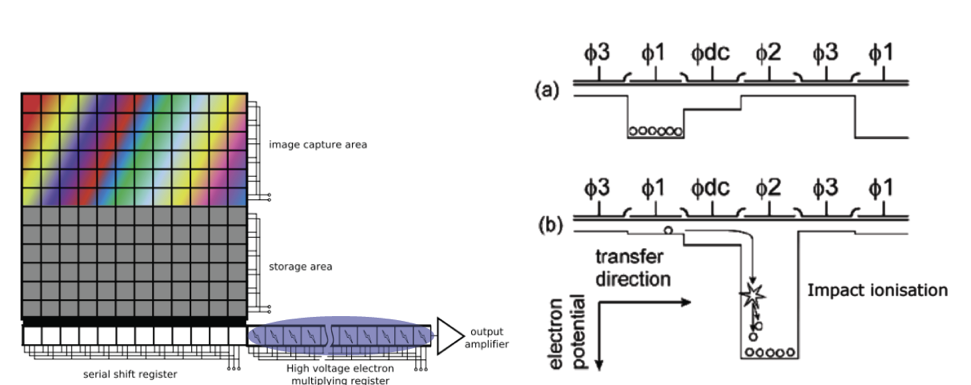 image capture area
storage area
serial shift register
High voltage electron
multiplying register
output
amplifier
(a)
ϕ3 ϕ1 ϕdc ϕ2 ϕ3 ϕ1
(b)
ϕ3 ϕ1 ϕdc ϕ2 ϕ3 ϕ1
transfer
direction
electron
potential
Impact ionisation